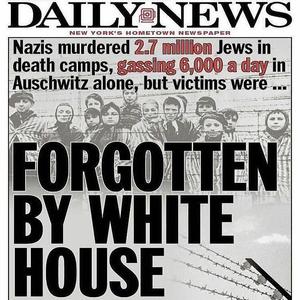 DAILY NEWS
NEW YORK'S HOMETOWN NEWSPAPER
Nazis murdered 2.7 million Jews in
death camps, gassing 6,000 a day in
Auschwitz alone, but victims were ...
FORGOTTEN
BY WHITE
HOUSE